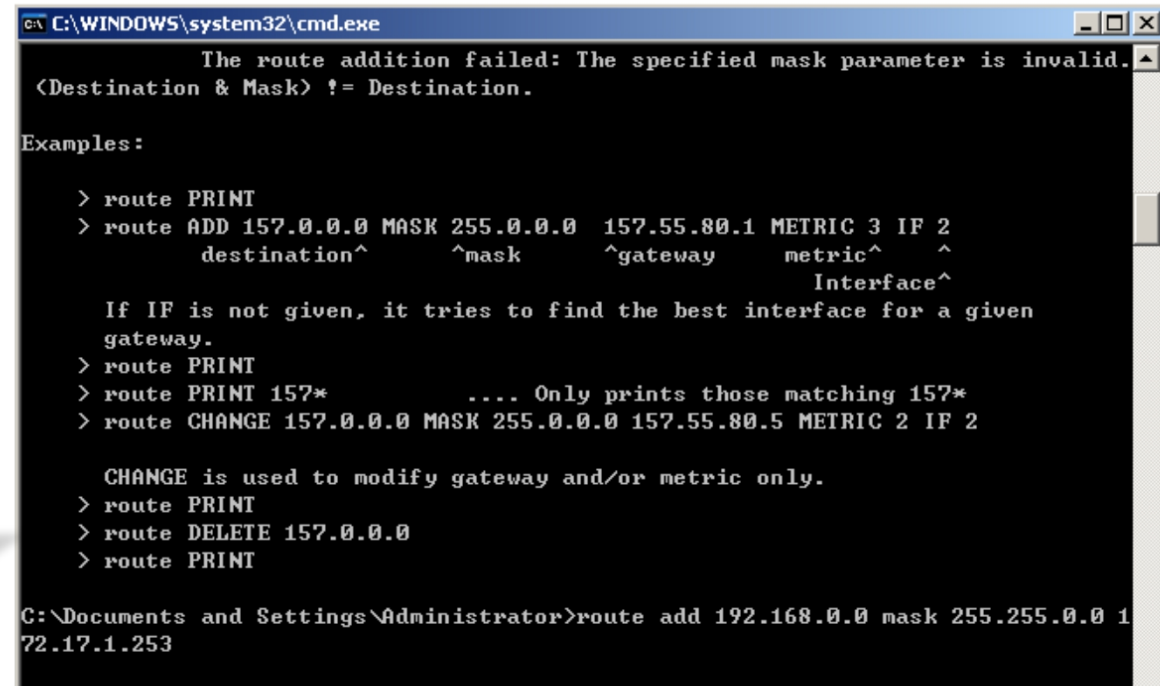 C:\WINDOWS\system32\cmd.exe
The route addition failed: The specified mask parameter is invalid.
(Destination & Mask) != Destination.
Examples:
> route PRINT
> route ADD 157.0.0.0 MASK 255.0.0.0  157.55.80.1 METRIC 3 IF 2
destination^      ^mask      ^gateway     metric^    ^
Interface^
If IF is not given, it tries to find the best interface for a given
gateway.
> route PRINT
> route PRINT 157*          .... Only prints those matching 157*
> route CHANGE 157.0.0.0 MASK 255.0.0.0 157.55.80.5 METRIC 2 IF 2
CHANGE is used to modify gateway and/or metric only.
> route PRINT
> route DELETE 157.0.0.0
> route PRINT
C:\Documents and Settings\Administrator>route add 192.168.0.0 mask 255.255.0.0 1
72.17.1.253